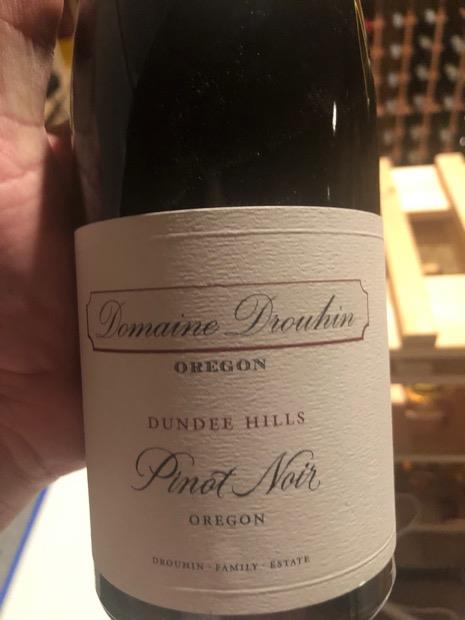 Domaine Drouhin
OREGON
DUNDEE HILLS
Pinot Noir
OREGON
DROUHIN · FAMILY · ESTATE